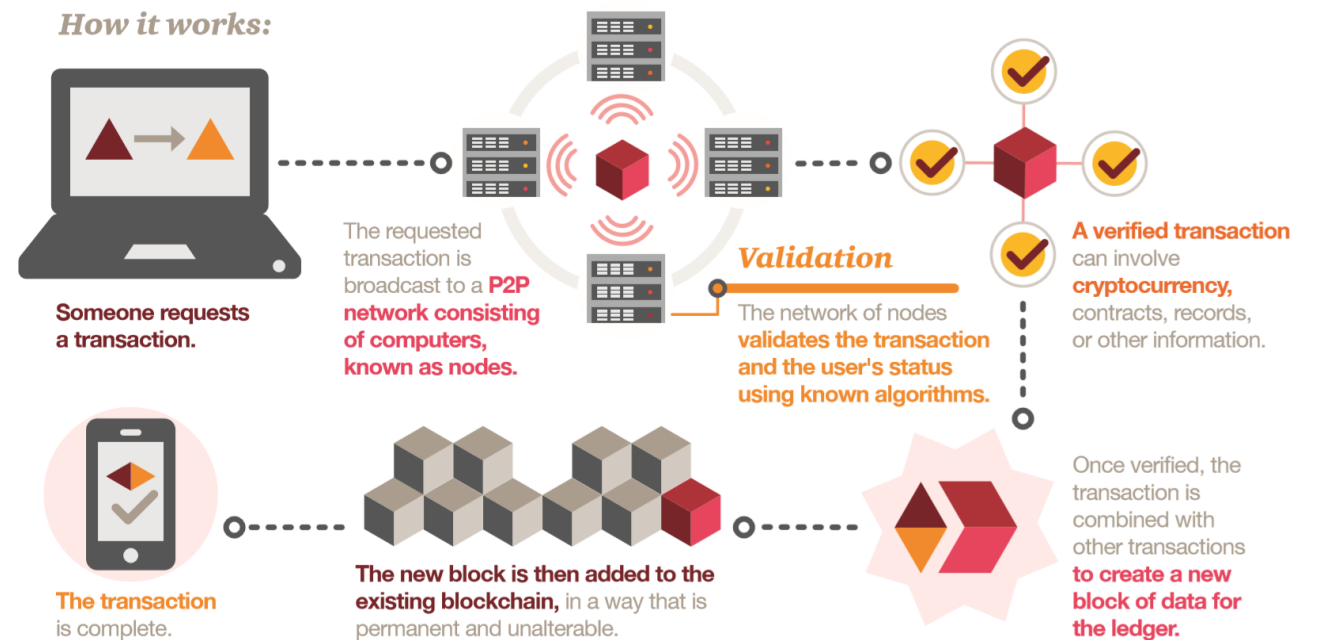 How it works:
Someone requests
a transaction.
The requested
transaction is
broadcast to a P2P
network consisting
of computers,
known as nodes.
Validation
The network of nodes
validates the transaction
and the user's status
using known algorithms.
A verified transaction
can involve
cryptocurrency,
contracts, records,
or other information.
Once verified, the
transaction is
combined with
other transactions
to create a new
block of data for
the ledger.
The new block is then added to the
existing blockchain, in a way that is
permanent and unalterable.
The transaction
is complete.